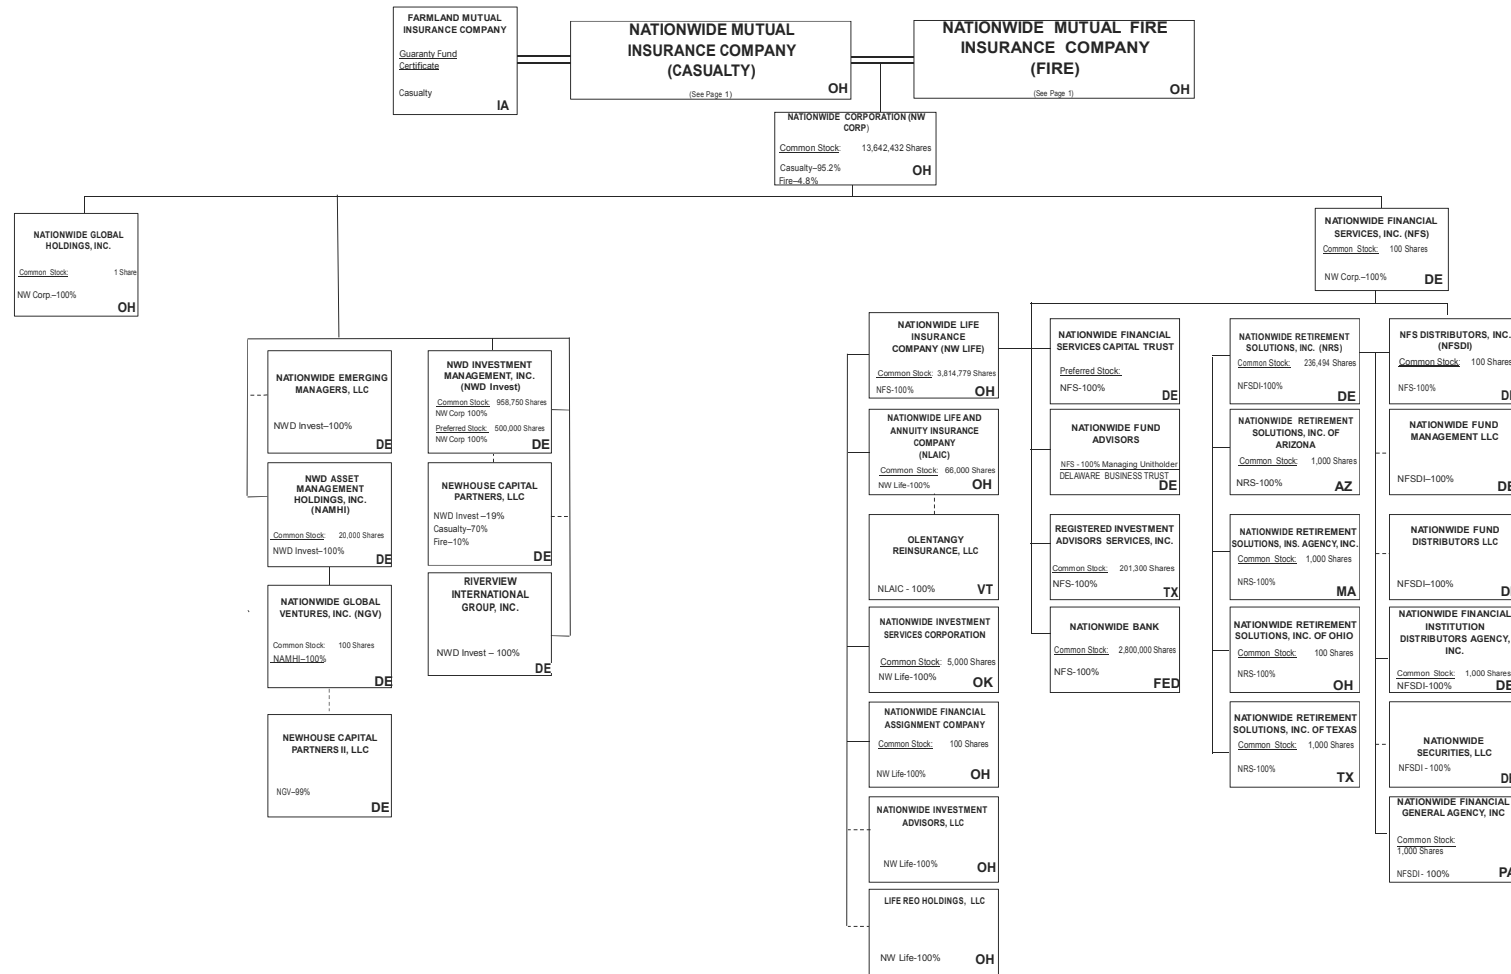 FARMLAND MUTUAL
INSURANCE COMPANY
Guaranty Fund
Certificate
Casualty
IA
NATIONWIDE MUTUAL
INSURANCE COMPANY
(CASUALTY)
(See Page 1)
OH
NATIONWIDE MUTUAL FIRE
INSURANCE COMPANY
(FIRE)
(See Page 1)
OH
NATIONWIDE CORPORATION (NW
CORP)
Common Stock: 13,642,432 Shares
Casualty–95.2%
Fire–4.8%
OH
NATIONWIDE GLOBAL
HOLDINGS, INC.
Common Stock: 1 Share
NW Corp.–100%
OH
NATIONWIDE FINANCIAL
SERVICES, INC. (NFS)
Common Stock: 100 Shares
NW Corp.–100%
DE
NATIONWIDE EMERGING
MANAGERS, LLC
NWD Invest–100%
DE
NWD ASSET
MANAGEMENT
HOLDINGS, INC.
(NAMHI)
Common Stock: 20,000 Shares
NWD Invest–100%
DE
NATIONWIDE GLOBAL
VENTURES, INC. (NGV)
Common Stock: 100 Shares
NAMHI–100%
DE
NEWHOUSE CAPITAL
PARTNERS II, LLC
NGV–99%
DE
NWD INVESTMENT
MANAGEMENT, INC.
(NWD Invest)
Common Stock: 958,750 Shares
NW Corp 100%
Preferred Stock: 500,000 Shares
NW Corp 100%
DE
NEWHOUSE CAPITAL
PARTNERS, LLC
NWD Invest –19%
Casualty–70%
Fire–10%
DE
RIVERVIEW
INTERNATIONAL
GROUP, INC.
NWD Invest – 100%
DE
NATIONWIDE LIFE
INSURANCE
COMPANY (NW LIFE)
Common Stock: 3,814,779 Shares
NFS-100%
OH
NATIONWIDE LIFE AND
ANNUITY INSURANCE
COMPANY
(NLAIC)
Common Stock: 66,000 Shares
NW Life-100%
OH
OLENTANGY
REINSURANCE, LLC
NLAIC - 100%
VT
NATIONWIDE INVESTMENT
SERVICES CORPORATION
Common Stock: 5,000 Shares
NW Life-100%
OK
NATIONWIDE FINANCIAL
ASSIGNMENT COMPANY
Common Stock: 100 Shares
NW Life-100%
OH
NATIONWIDE INVESTMENT
ADVISORS, LLC
NW Life-100%
OH
LIFE REO HOLDINGS, LLC
NW Life-100%
OH
NATIONWIDE FINANCIAL
SERVICES CAPITAL TRUST
Preferred Stock:
NFS-100%
DE
NATIONWIDE FUND
ADVISORS
NFS - 100% Managing Unitholder
DELAWARE BUSINESS TRUST
DE
REGISTERED INVESTMENT
ADVISORS SERVICES, INC.
Common Stock: 201,300 Shares
NFS-100%
TX
NATIONWIDE BANK
Common Stock: 2,800,000 Shares
NFS-100%
FED
NATIONWIDE RETIREMENT
SOLUTIONS, INC. (NRS)
Common Stock: 236,494 Shares
NFSDI-100%
DE
NATIONWIDE RETIREMENT
SOLUTIONS, INC. OF
ARIZONA
Common Stock: 1,000 Shares
NRS-100%
AZ
NATIONWIDE RETIREMENT
SOLUTIONS, INS. AGENCY, INC.
Common Stock: 1,000 Shares
NRS-100%
MA
NATIONWIDE RETIREMENT
SOLUTIONS, INC. OF OHIO
Common Stock: 100 Shares
NRS-100%
OH
NATIONWIDE RETIREMENT
SOLUTIONS, INC. OF TEXAS
Common Stock: 1,000 Shares
NRS-100%
TX
NFS DISTRIBUTORS, INC.
(NFSDI)
Common Stock: 100 Shares
NFS-100%
NATIONWIDE FUND
MANAGEMENT LLC
NFSDI–100%
DE
NATIONWIDE FUND
DISTRIBUTORS LLC
NFSDI–100%
NATIONWIDE FINANCIAL
INSTITUTION
DISTRIBUTORS AGENCY,
INC.
Common Stock: 1,000 Shares
NFSDI-100%
DE
NATIONWIDE
SECURITIES, LLC
NFSDI - 100%
NATIONWIDE FINANCIAL
GENERAL AGENCY, INC
Common Stock:
1,000 Shares
NFSDI - 100%
PA